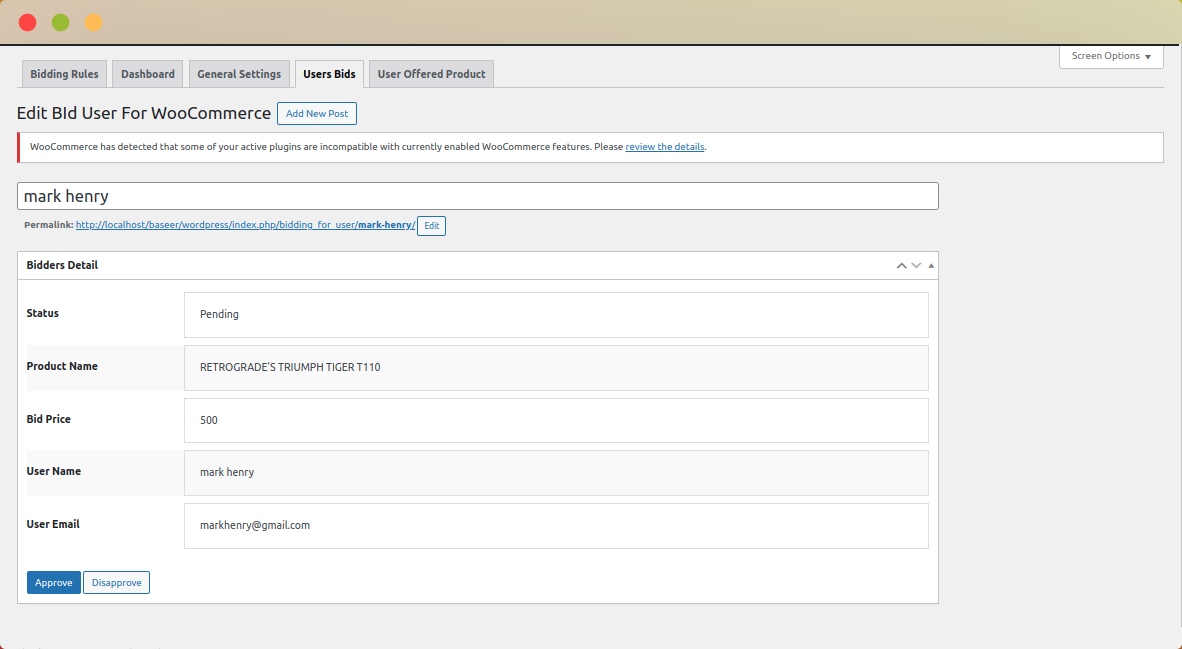 Screen Options
Bidding Rules Dashboard General Settings Users Bids User Offered Product
Edit BId User For WooCommerce Add New Post
WooCommerce has detected that some of your active plugins are incompatible with currently enabled WooCommerce features. Please review the details.
mark henry
Permalink: http://localhost/baseer/wordpress/index.php/bidding_for_user/mark-henry/ Edit
Bidders Detail
Status Pending
Product Name RETROGRADE'S TRIUMPH TIGER T110
Bid Price 500
User Name mark henry
User Email markhenry@gmail.com
Approve Disapprove